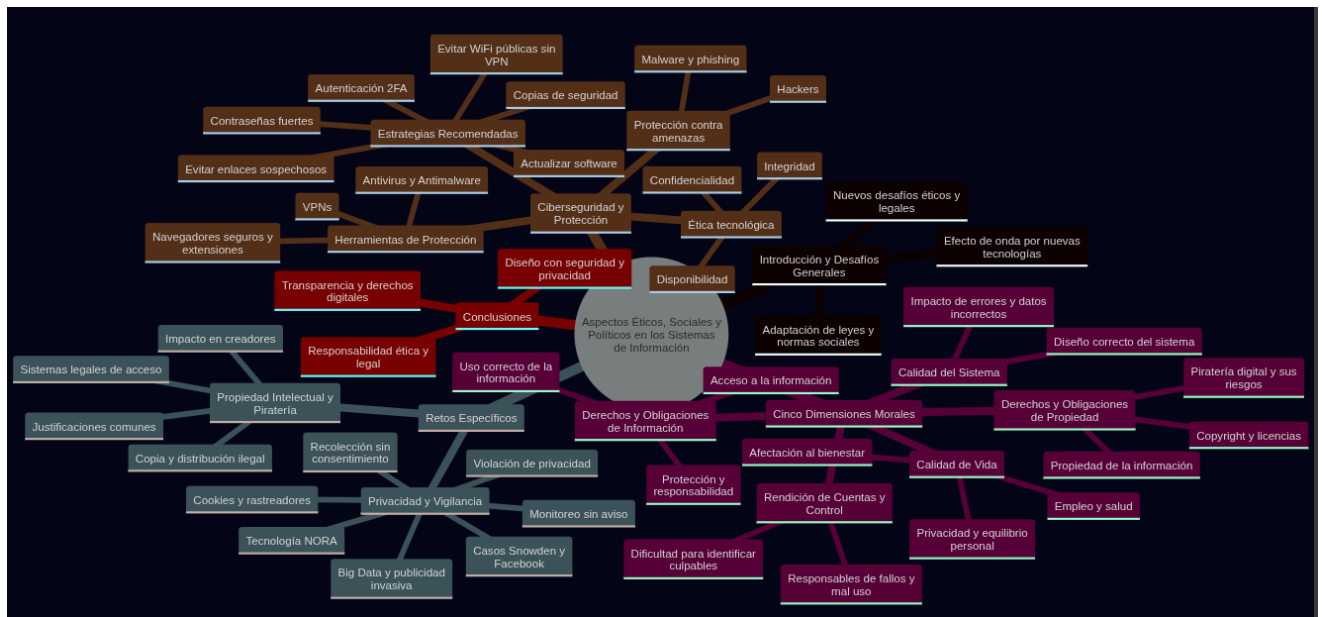 Evitar WiFi públicas sin
VPN
Malware y phishing
Autenticación 2FA
Copias de seguridad
Hackers
Contraseñas fuertes
Estrategias Recomendadas
Protección contra
amenazas
Evitar enlaces sospechosos
Actualizar software
Integridad
Antivirus y Antimalware
Confidencialidad
VPNs
Ciberseguridad y
Protección
Nuevos desafíos éticos y
legales
Navegadores seguros y
extensiones
Herramientas de Protección
Ética tecnológica
Efecto de onda por nuevas
tecnologías
Diseño con seguridad y
privacidad
Disponibilidad
Introducción y Desafíos
Generales
Transparencia y derechos
digitales
Conclusiones
Aspectos Éticos, Sociales y
Políticos en los Sistemas
de Información
Adaptación de leyes y
normas sociales
Impacto de errores y datos
incorrectos
Impacto en creadores
Responsabilidad ética y
legal
Diseño correcto del sistema
Sistemas legales de acceso
Uso correcto de la
información
Acceso a la información
Calidad del Sistema
Piratería digital y sus
riesgos
Propiedad Intelectual y
Piratería
Retos Específicos
Derechos y Obligaciones
de Información
Cinco Dimensiones Morales
Derechos y Obligaciones
de Propiedad
Justificaciones comunes
Copyright y licencias
Copia y distribución ilegal
Recolección sin
consentimiento
Violación de privacidad
Afectación al bienestar
Calidad de Vida
Propiedad de la información
Cookies y rastreadores
Privacidad y Vigilancia
Protección y
responsabilidad
Rendición de Cuentas y
Control
Empleo y salud
Monitoreo sin aviso
Tecnología NORA
Casos Snowden y
Facebook
Dificultad para identificar
culpables
Privacidad y equilibrio
personal
Big Data y publicidad
invasiva
Responsables de fallos y
mal uso